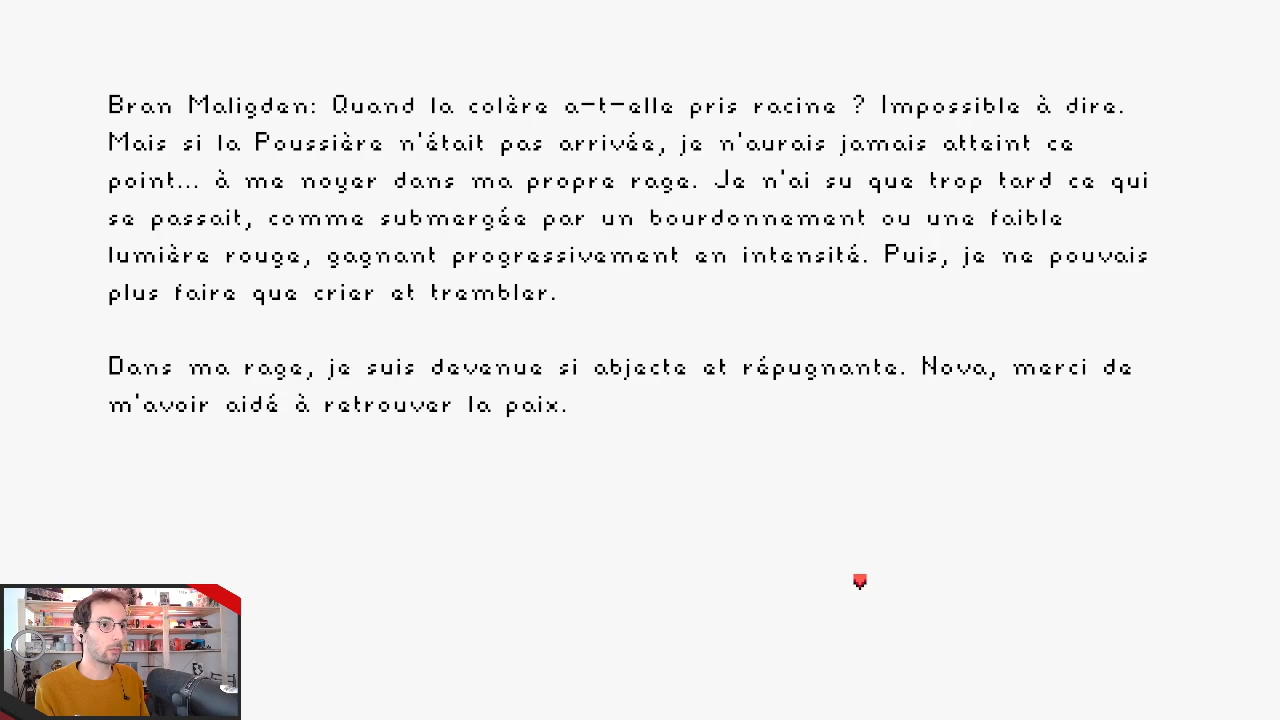 Bran Maligden: Quand la colère a-t-elle pris racine ? Impossible à dire.
Mais si la Poussière n'était pas arrivée, je n'aurais jamais atteint ce
point... à me noyer dans ma propre rage. Je n'ai su que trop tard ce qui
se passait, comme submergée par un bourdonnement ou une faible
lumière rouge, gagnant progressivement en intensité. Puis, je ne pouvais
plus faire que crier et trembler.
Dans ma rage, je suis devenue si abjecte et répugnante. Nova, merci de
m'avoir aidé à retrouver la paix.